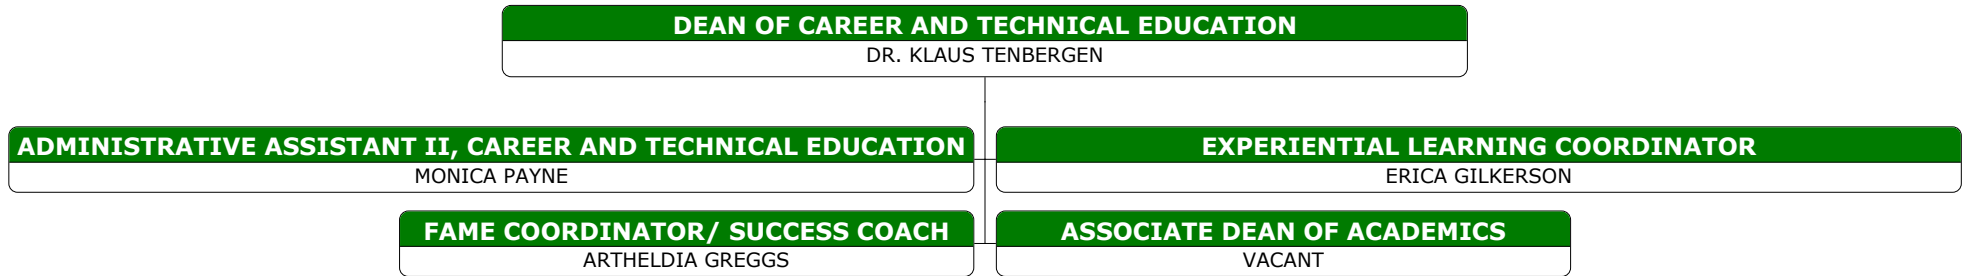 DEAN OF CAREER AND TECHNICAL EDUCATION
DR. KLAUS TENBERGEN
ADMINISTRATIVE ASSISTANT II, CAREER AND TECHNICAL EDUCATION
MONICA PAYNE
EXPERIENTIAL LEARNING COORDINATOR
ERICA GILKERSON
FAME COORDINATOR/ SUCCESS COACH
ARTHELDIA GREGGS
ASSOCIATE DEAN OF ACADEMICS
VACANT